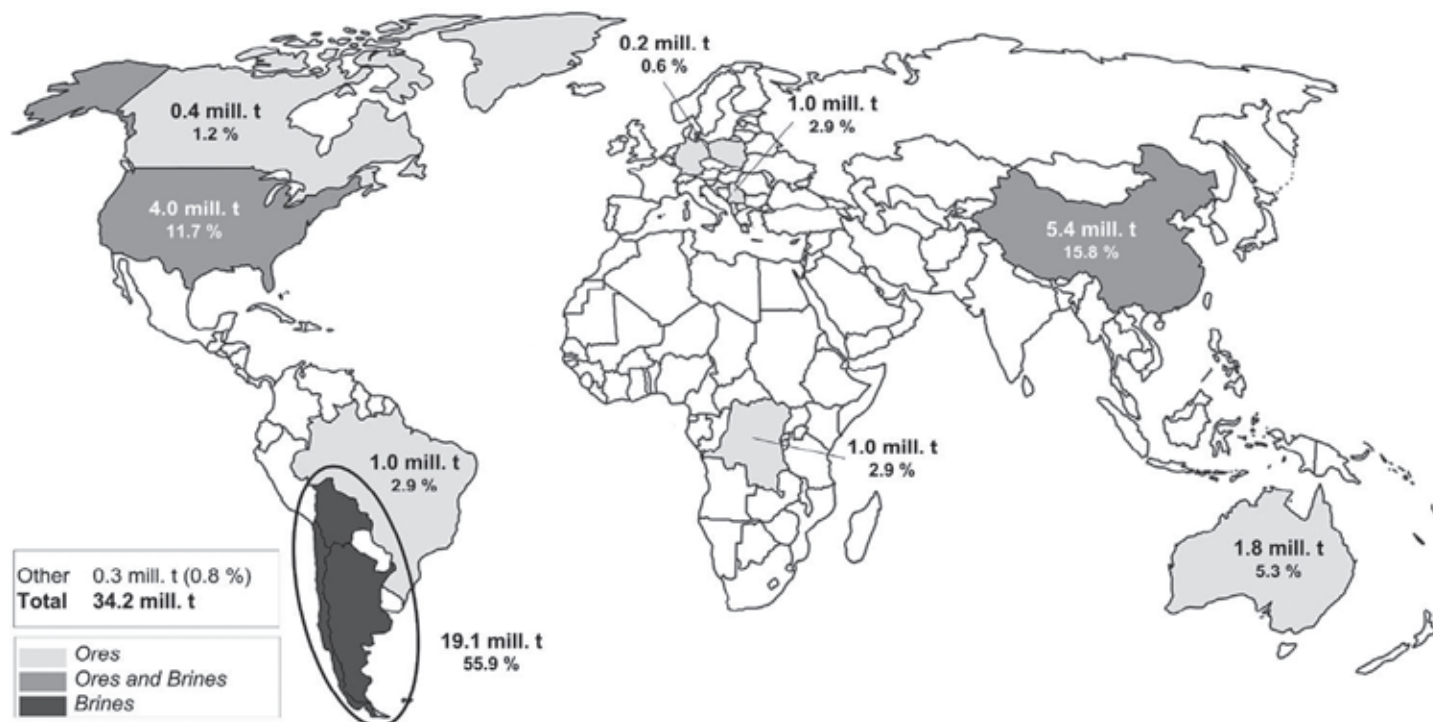 0.2 mill. t
0.6 %
1.0 mill. t
2.9 %
0.4 mill. t
1.2 %
4.0 mill. t
11.7 %
5.4 mill. t
15.8 %
1.0 mill. t
2.9 %
1.0 mill. t
2.9 %
1.8 mill. t
5.3 %
19.1 mill. t
55.9 %
Other 0.3 mill. t (0.8 %)
Total 34.2 mill. t
Ores
Ores and Brines
Brines